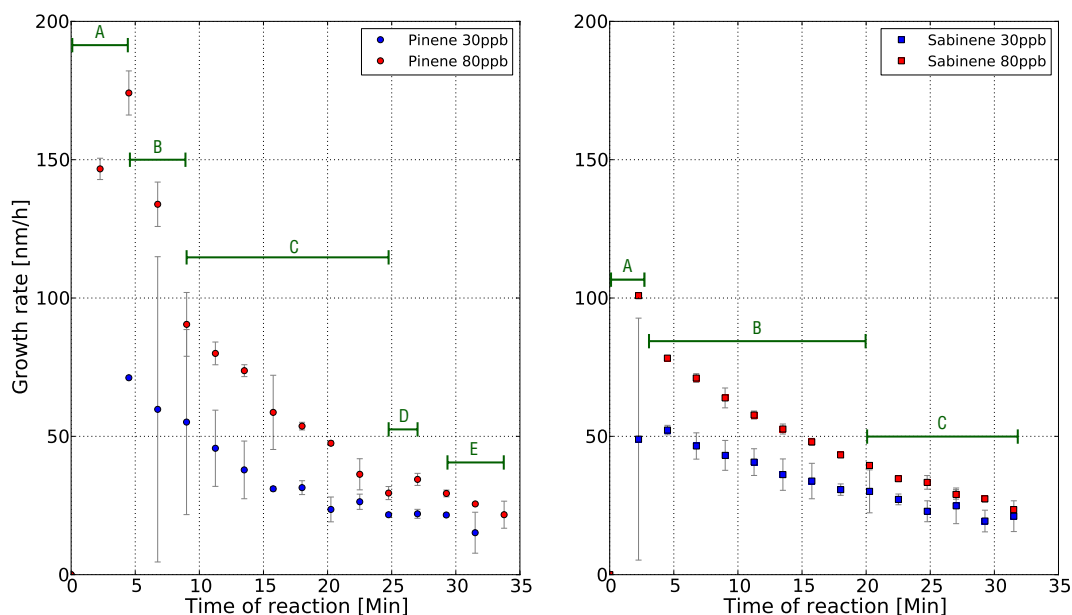 Growth rate [nm/h]
200
150
100
50
0
0 5 10 15 20 25 30 35
Time of reaction [Min]
Pinene 30ppb
Pinene 80ppb
A
B
C
D
E
200
150
100
50
0
0 5 10 15 20 25 30 35
Time of reaction [Min]
Sabinene 30ppb
Sabinene 80ppb
A
B
C